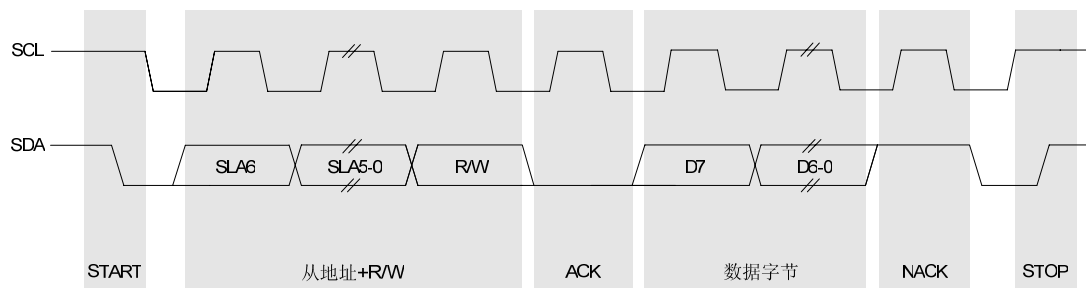 SCL
SDA
SLA6 SLA5-0 R/W D7 D6-0
START 从地址+R/W ACK 数据字节 NACK STOP